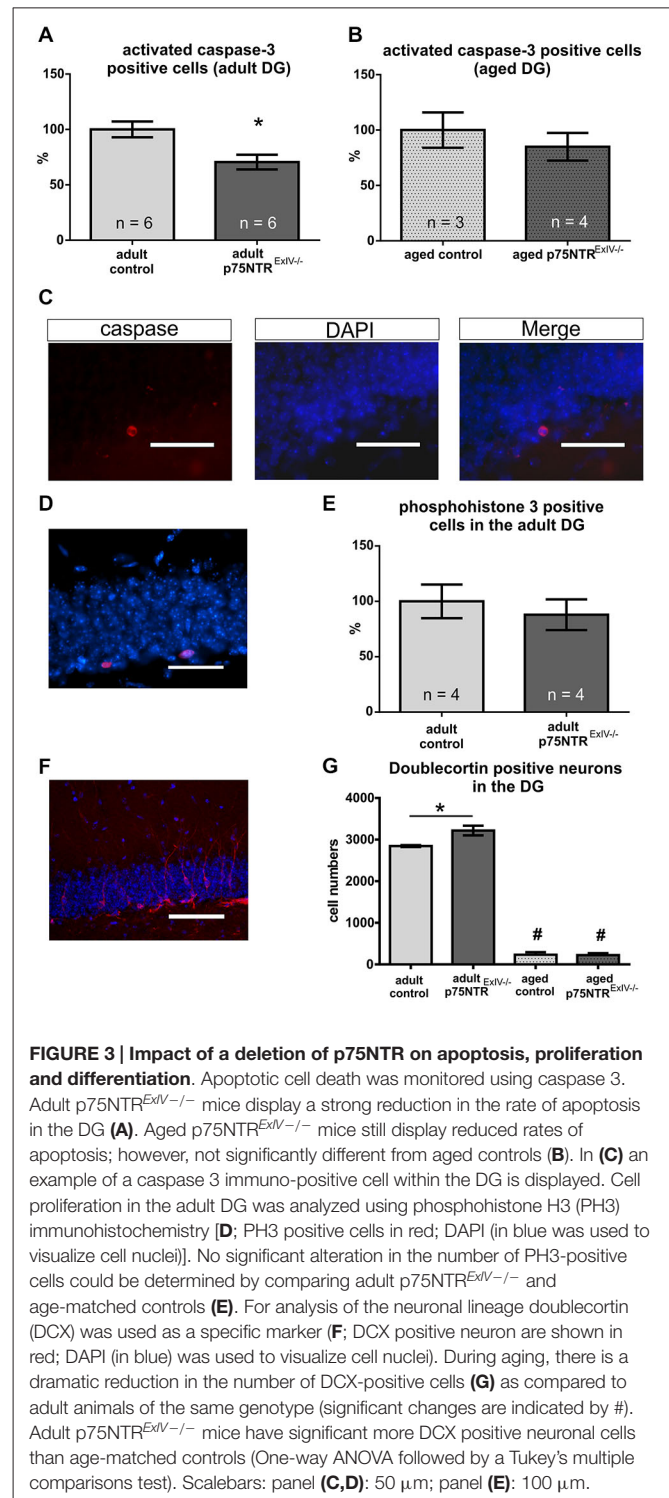 A
activated caspase-3
positive cells (adult DG)
150
100
50
0
%
*
n = 6
n = 6
adult
control
adult
p75NTR ExIV-/-
B
activated caspase-3 positive cells
(aged DG)
150
100
50
0
%
n = 3
n = 4
aged control
aged p75NTR ExIV-/-
C
caspase
DAPI
Merge
D
E
phosphohistone 3 positive
cells in the adult DG
150
100
50
0
%
n = 4
n = 4
adult
control
adult
p75NTR ExIV-/-
F
G
Doublecortin positive neurons
in the DG
4000
3000
2000
1000
0
cell numbers
*
#
#
adult
control
adult
p75NTR ExIV-/-
aged
control
aged
p75NTR ExIV-/-
FIGURE 3 | Impact of a deletion of p75NTR on apoptosis, proliferation
and differentiation. Apoptotic cell death was monitored using caspase 3.
Adult p75NTR ExIV−/− mice display a strong reduction in the rate of apoptosis
in the DG (A). Aged p75NTR ExIV−/− mice still display reduced rates of
apoptosis; however, not significantly different from aged controls (B). In (C) an
example of a caspase 3 immuno-positive cell within the DG is displayed. Cell
proliferation in the adult DG was analyzed using phosphohistone H3 (PH3)
immunohistochemistry [D; PH3 positive cells in red; DAPI (in blue was used to
visualize cell nuclei)]. No significant alteration in the number of PH3-positive
cells could be determined by comparing adult p75NTR ExIV−/− and
age-matched controls (E). For analysis of the neuronal lineage doublecortin
(DCX) was used as a specific marker (F; DCX positive neuron are shown in
red; DAPI (in blue) was used to visualize cell nuclei). During aging, there is a
dramatic reduction in the number of DCX-positive cells (G) as compared to
adult animals of the same genotype (significant changes are indicated by #).
Adult p75NTR ExIV−/− mice have significant more DCX positive neuronal cells
than age-matched controls (One-way ANOVA followed by a Tukey's multiple
comparisons test). Scalebars: panel (C,D): 50 μm; panel (E): 100 μm.